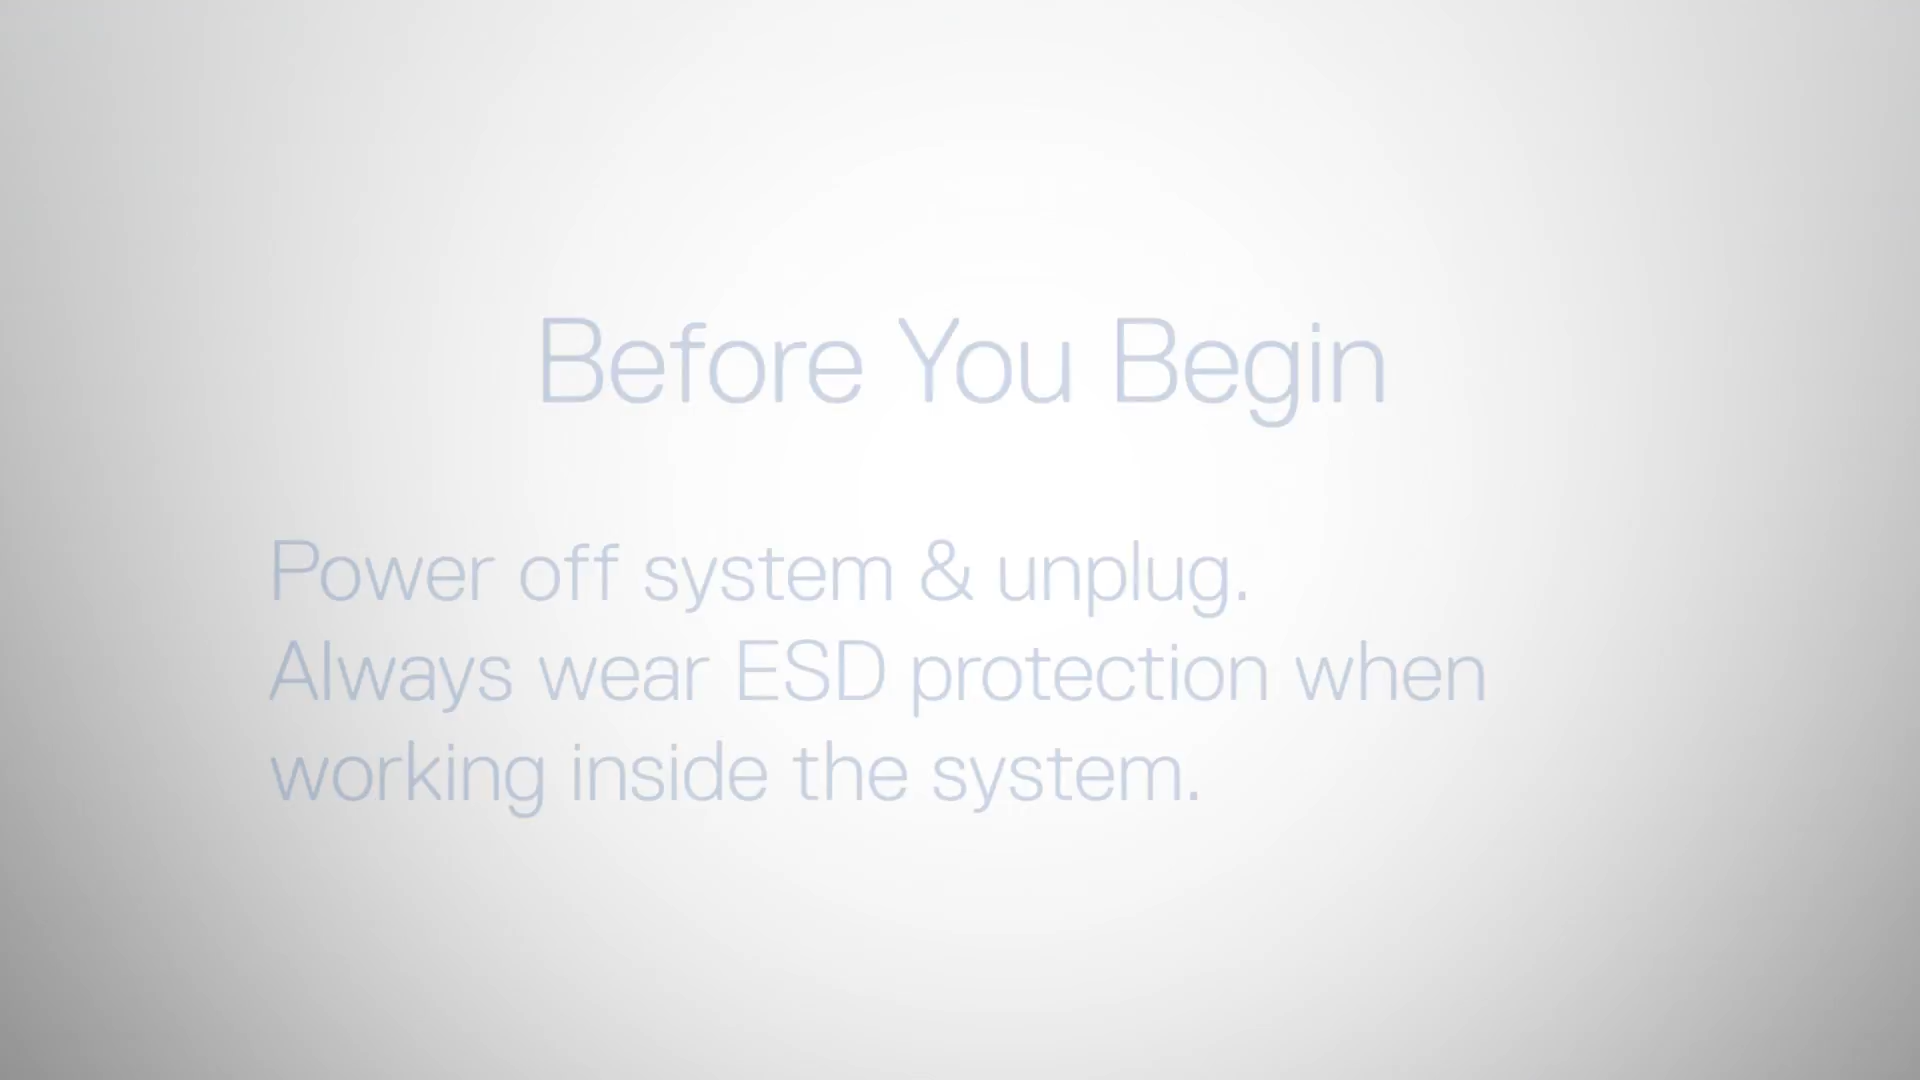 Before You Begin
Power off system & unplug.
Always wear ESD protection when
working inside the system.